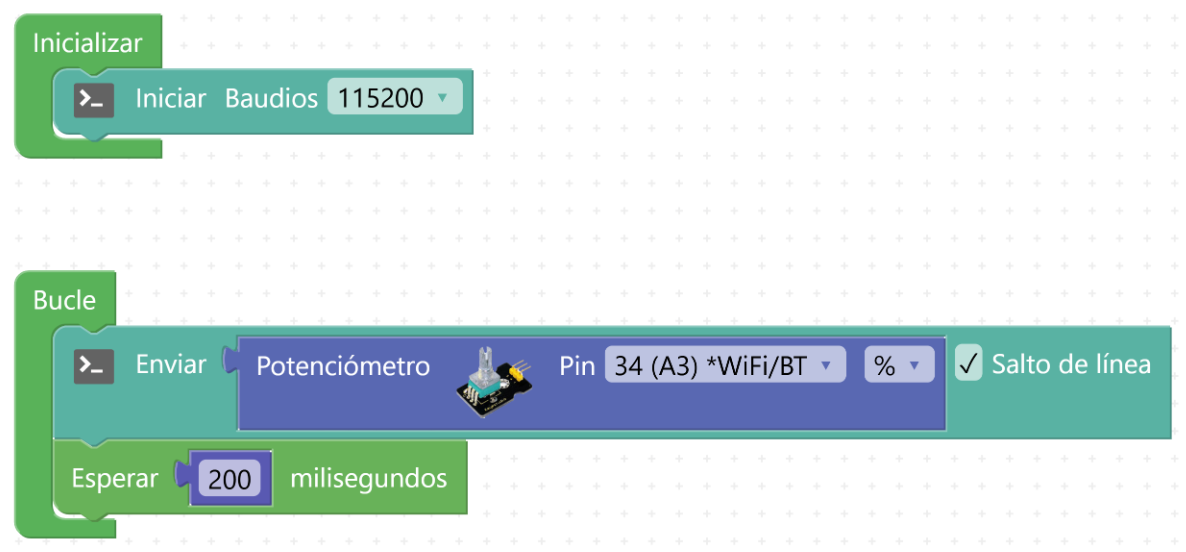 Inicializar
Iniciar Baudios 115200
Bucle
Enviar Potenciómetro Pin 34 (A3) *WiFi/BT % ✓ Salto de línea
Esperar 200 milisegundos